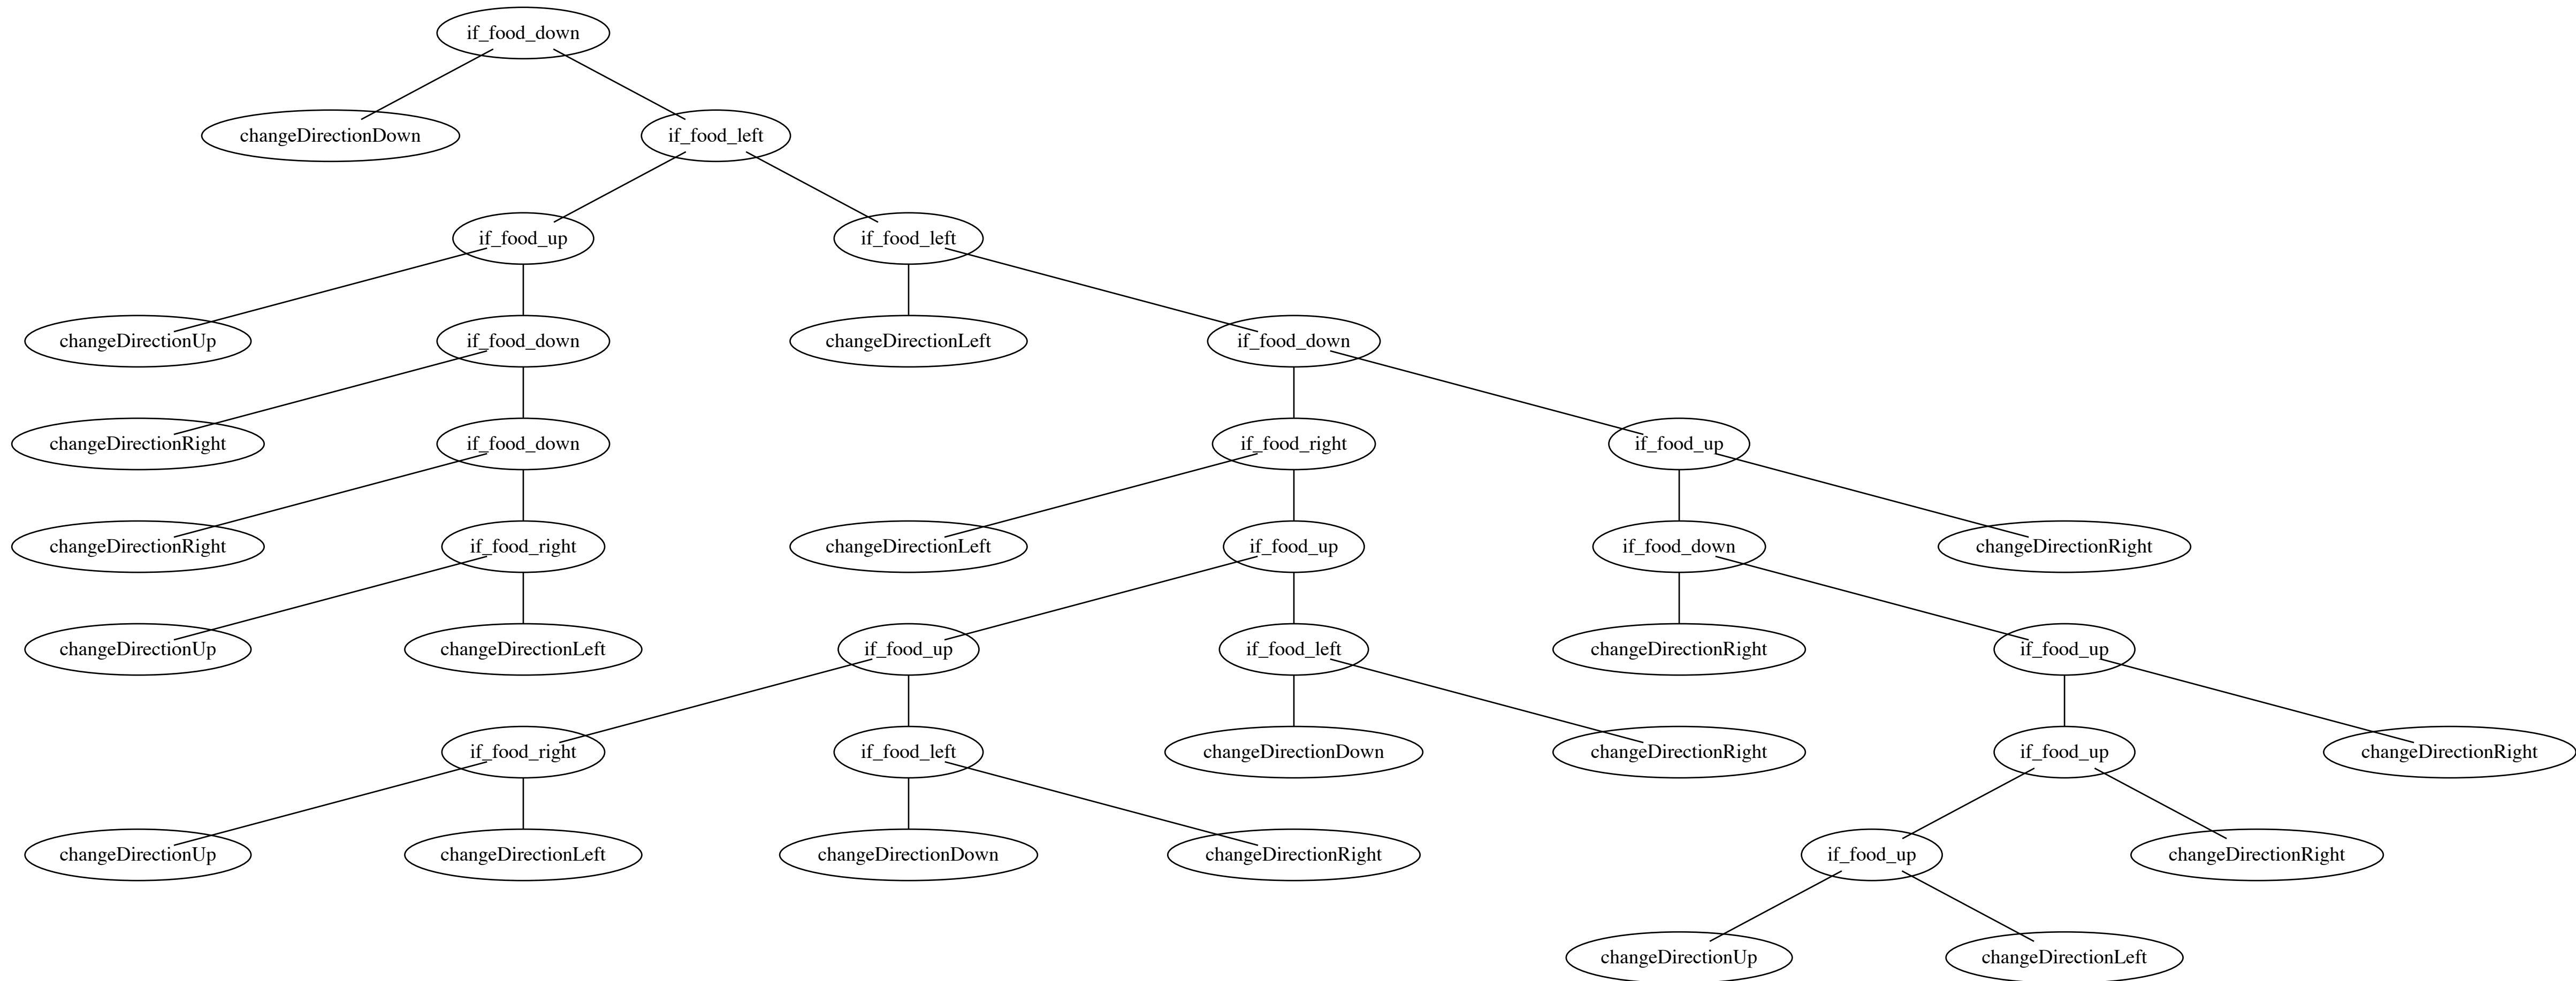 if_food_down
changeDirectionDown
if_food_left
if_food_up
if_food_left
changeDirectionUp
if_food_down
changeDirectionLeft
if_food_down
changeDirectionRight
if_food_down
if_food_right
if_food_up
changeDirectionRight
if_food_right
changeDirectionLeft
if_food_up
if_food_down
changeDirectionRight
changeDirectionUp
changeDirectionLeft
if_food_up
if_food_left
changeDirectionRight
if_food_up
if_food_right
if_food_left
changeDirectionDown
changeDirectionRight
if_food_up
changeDirectionRight
changeDirectionUp
changeDirectionLeft
changeDirectionDown
changeDirectionRight
if_food_up
changeDirectionRight
changeDirectionUp
changeDirectionLeft